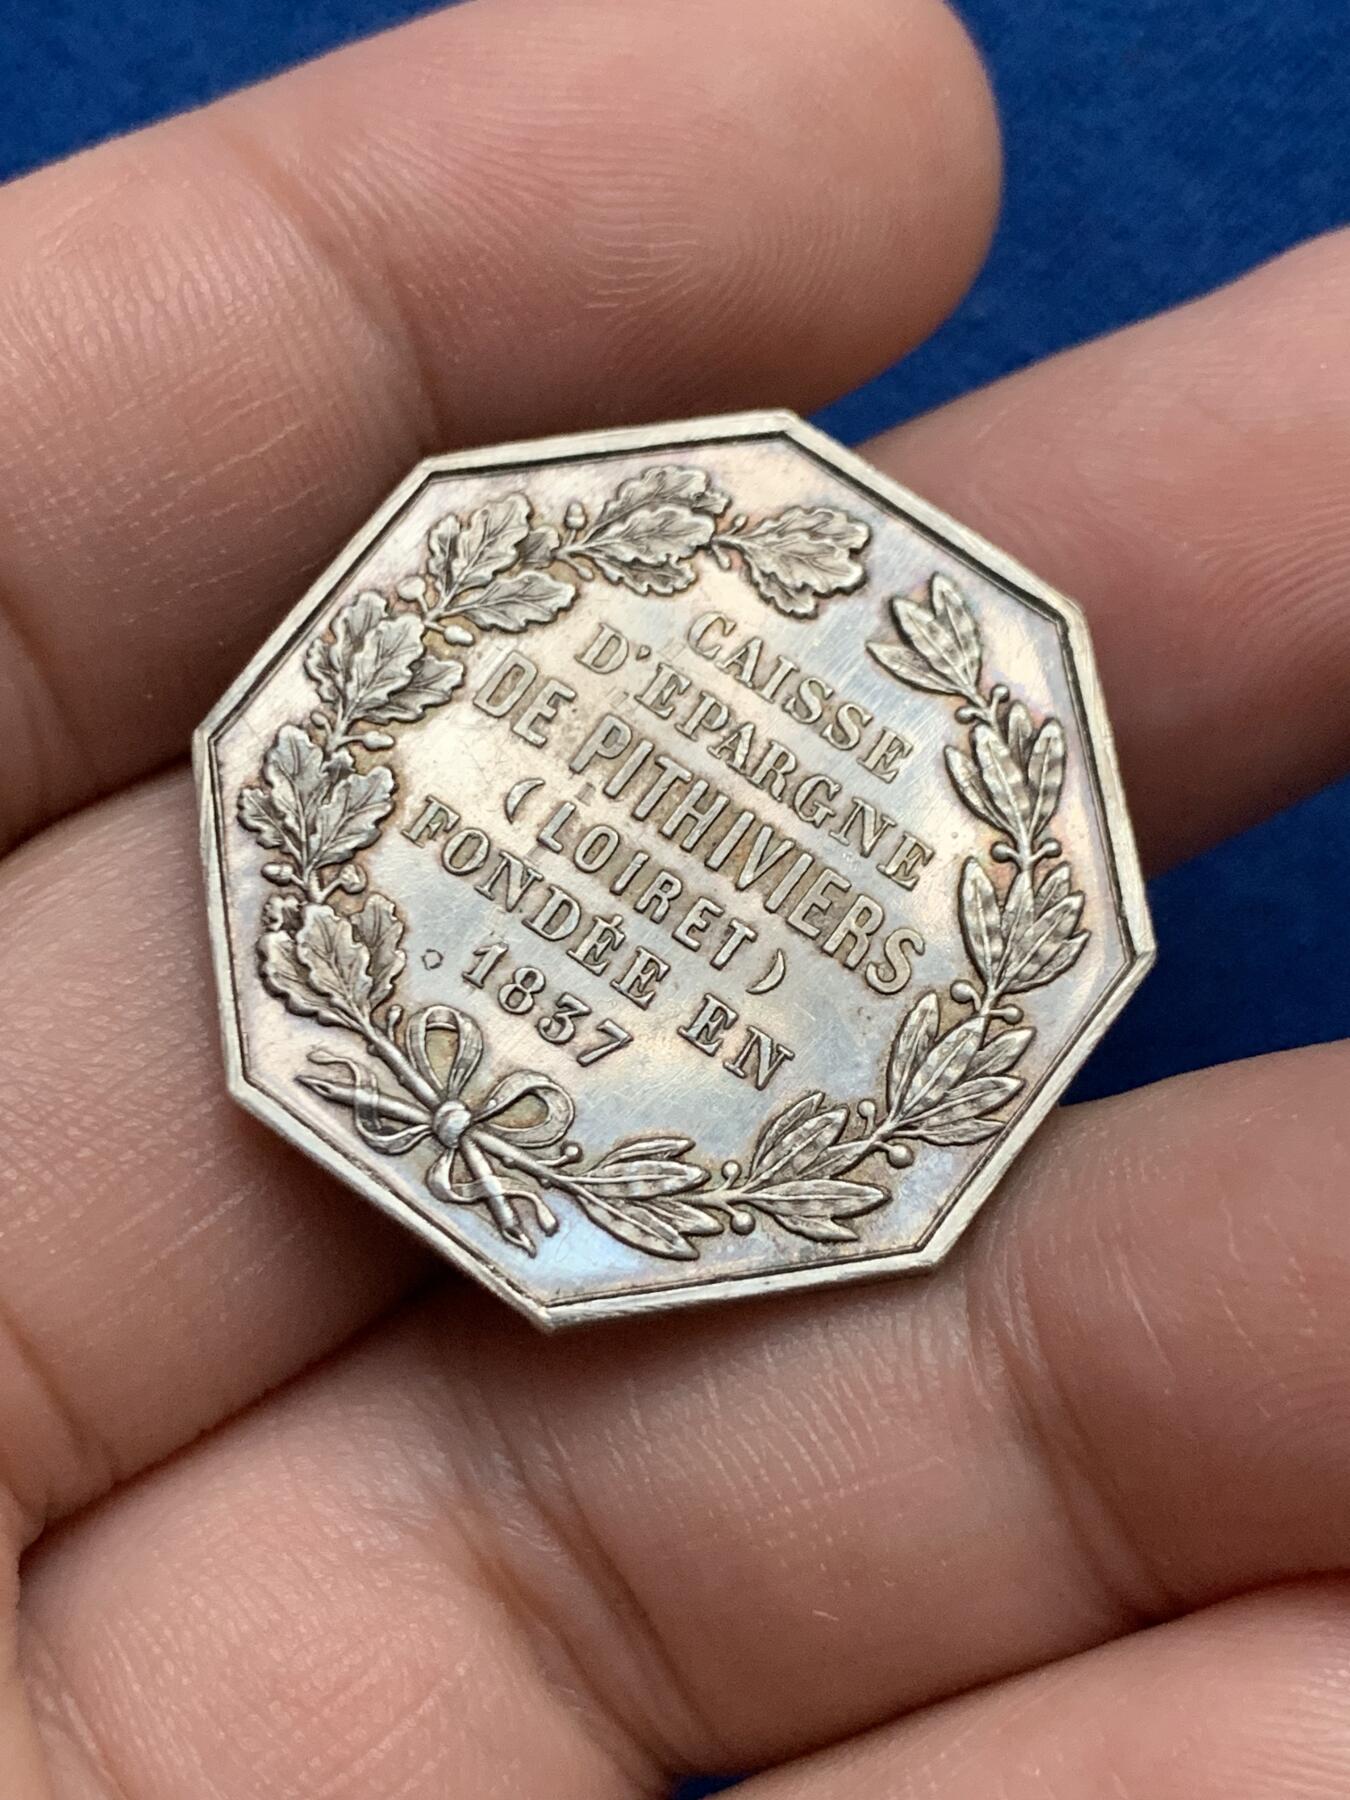 CAISSE
D'EPARGNE
DE PITHIVIERS
(LOIRET)
FONDÉE EN
1837